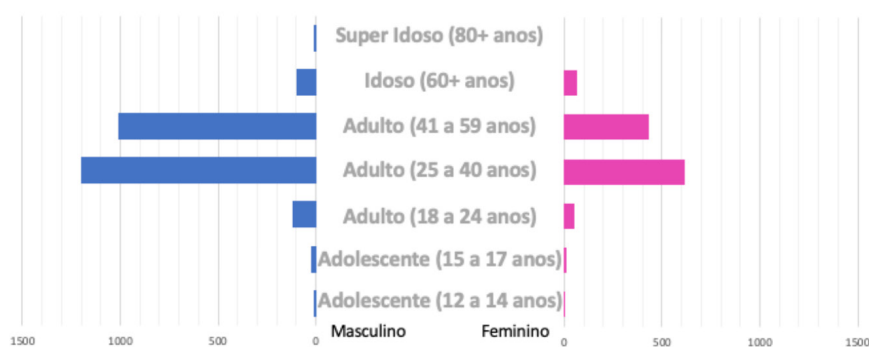 Super Idoso (80+ anos)
Idoso (60+ anos)
Adulto (41 a 59 anos)
Adulto (25 a 40 anos)
Adulto (18 a 24 anos)
Adolescente (15 a 17 anos)
Adolescente (12 a 14 anos)
Masculino Feminino
1500 1000 500 0 0 500 1000 1500